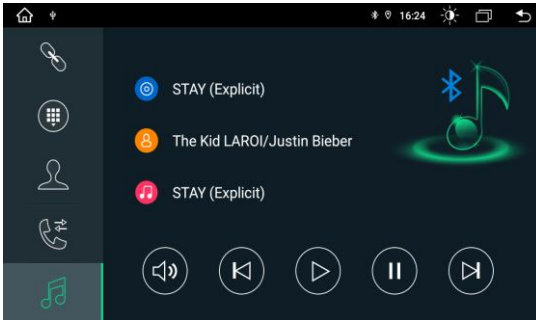 16:24
STAY (Explicit)
The Kid LAROI/Justin Bieber
STAY (Explicit)